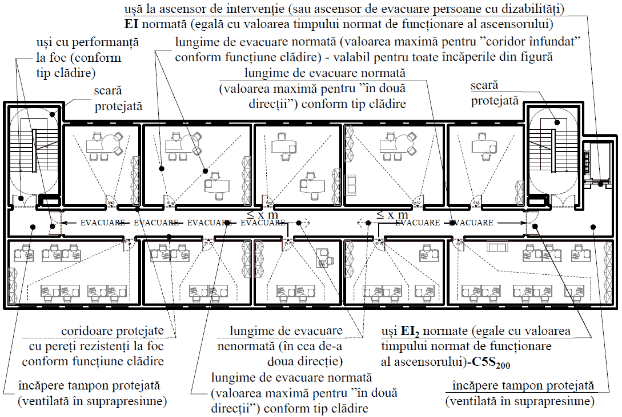 ușă la ascensor de intervenție (sau ascensor de evacuare persoane cu dizabilități)
EI normată (egală cu valoarea timpului normat de funcționare al ascensorului)
uși cu performanță
la foc (conform
tip clădire)
lungime de evacuare normată (valoarea maximă pentru "coridor înfundat"
conform funcțiune clădire) - valabil pentru toate încăperile din figură
lungime de evacuare normată
(valoarea maximă pentru "în două
direcții") conform tip clădire
scară
protejată
scară
protejată
≤ x m
≤ x m
EVACUARE EVACUARE EVACUARE
EVACUARE EVACUARE
coridoare protejate
cu pereți rezistenți la foc
conform funcțiune clădire
lungime de evacuare
nenormată (în cea de-a
doua direcție)
uși EI2 normate (egale cu valoarea
timpului normat de funcționare
al ascensorului)-C5S200
încăpere tampon protejată
(ventilată în suprapresiune)
lungime de evacuare normată
(valoarea maximă pentru "în două
direcții") conform tip clădire
încăpere tampon protejată
(ventilată în suprapresiune)